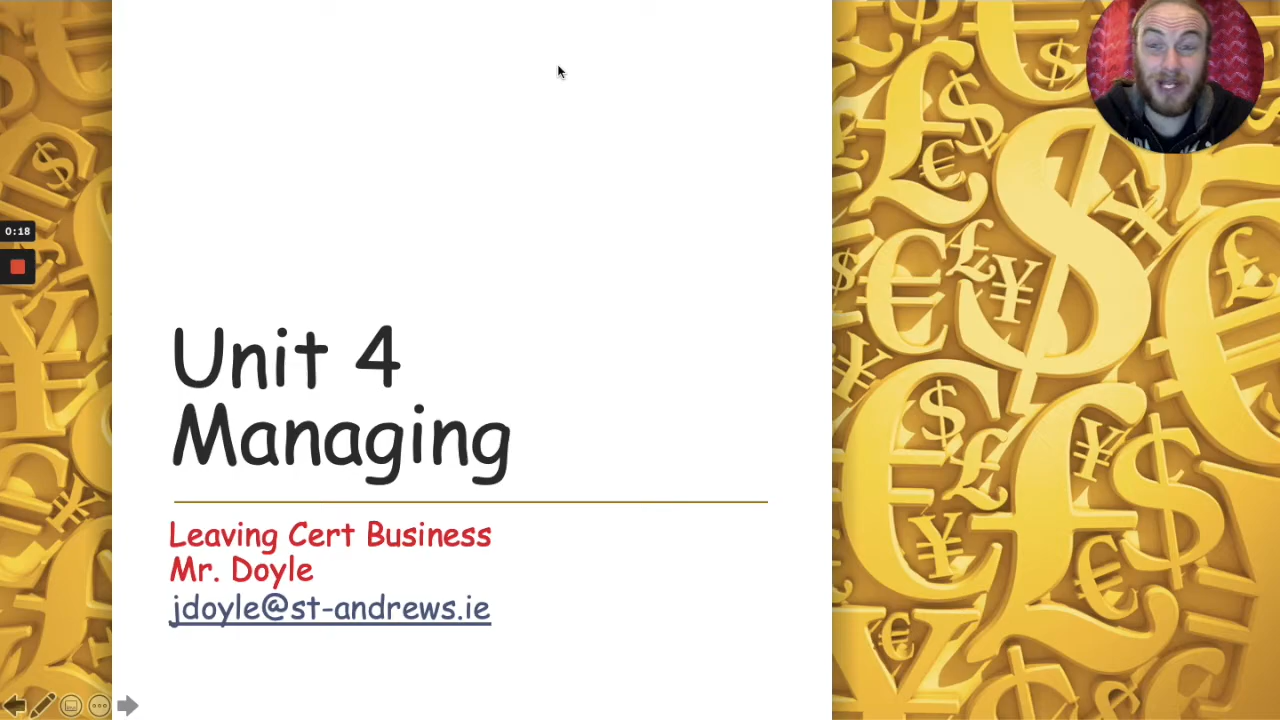 0:18
Unit 4
Managing
Leaving Cert Business
Mr. Doyle
jdoyle@st-andrews.ie